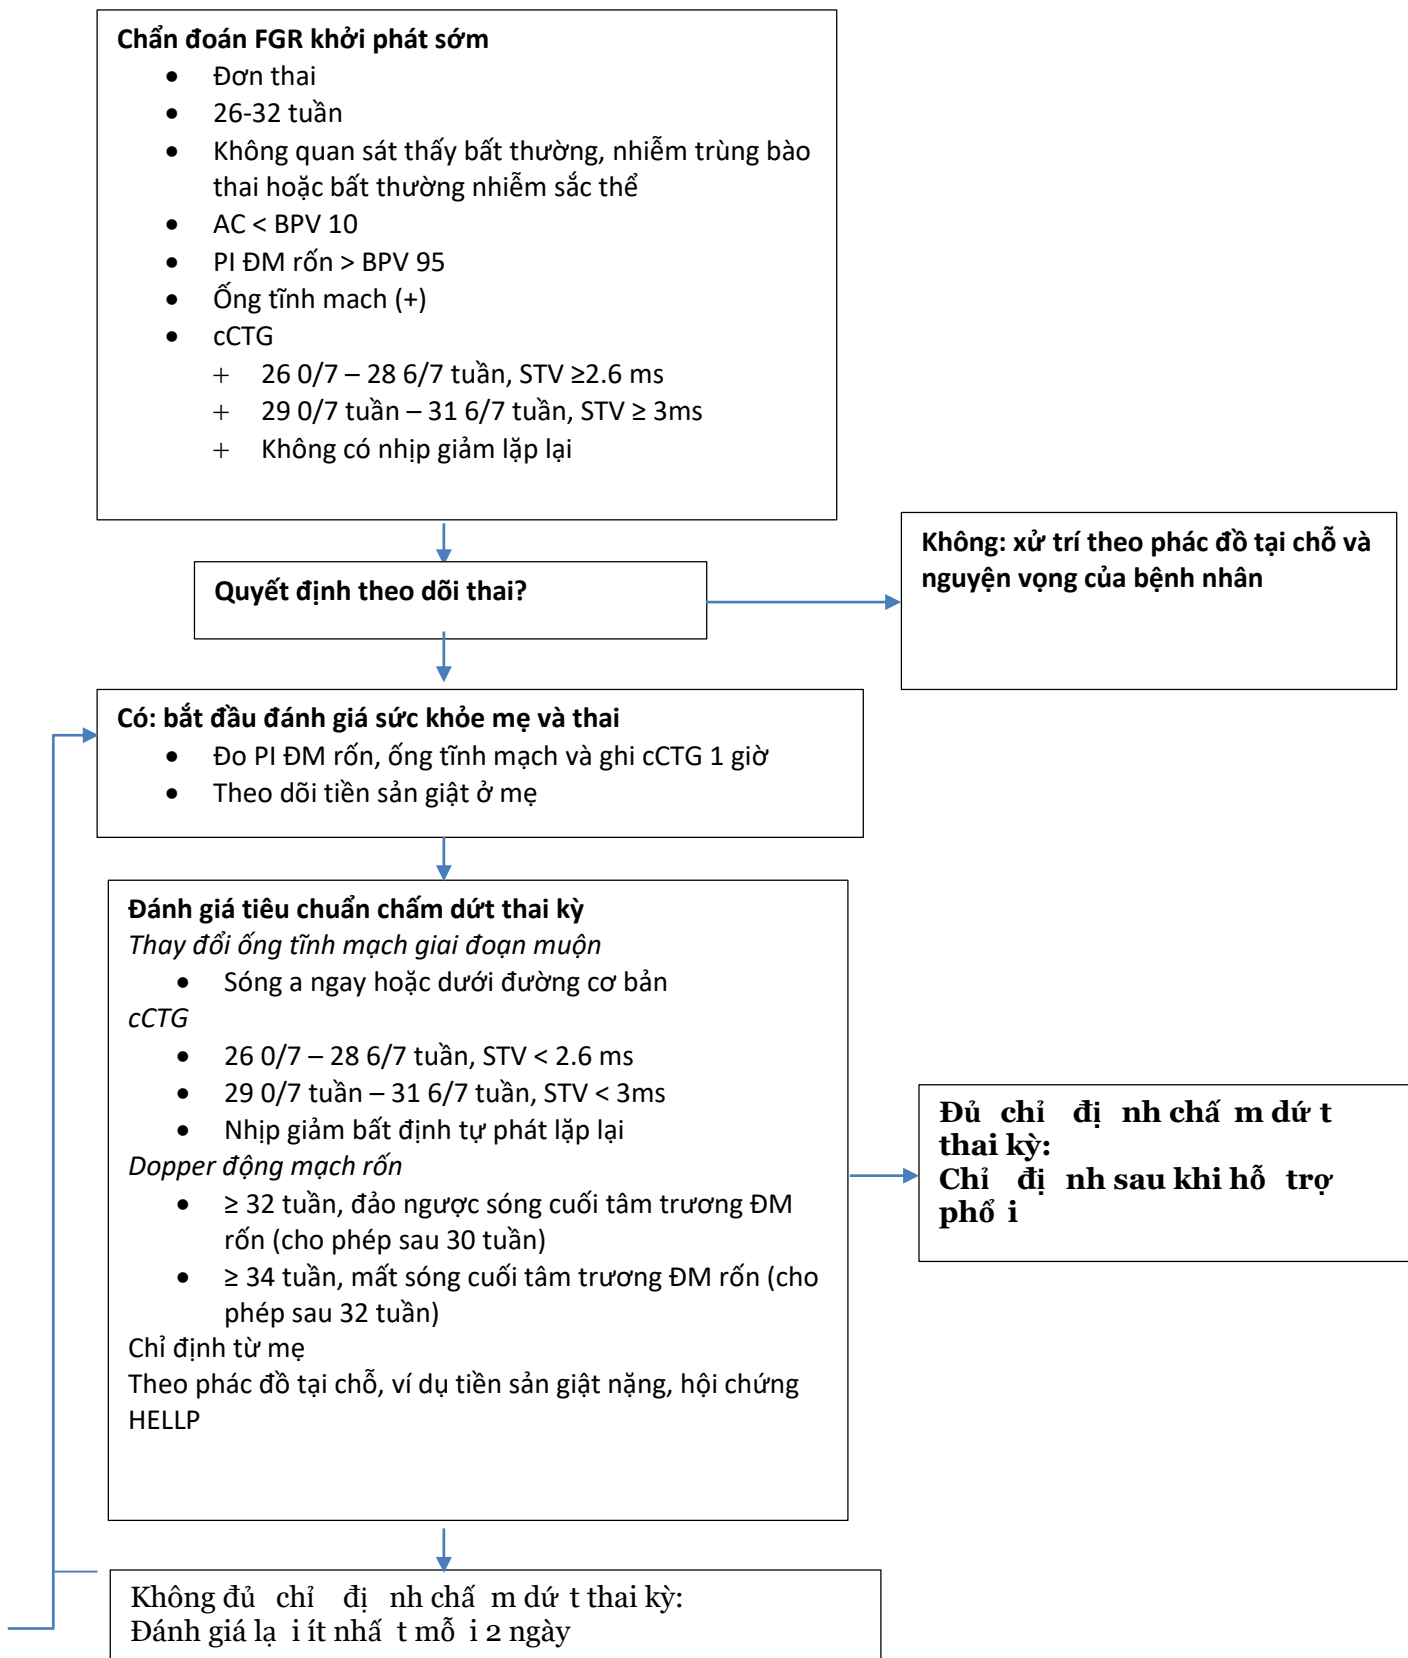 Chẩn đoán FGR khởi phát sớm
• Đơn thai
• 26-32 tuần
• Không quan sát thấy bất thường, nhiễm trùng bào
thai hoặc bất thường nhiễm sắc thể
• AC < BPV 10
• PI ĐM rốn > BPV 95
• Ống tĩnh mach (+)
• cCTG
+ 26 0/7 – 28 6/7 tuần, STV ≥2.6 ms
+ 29 0/7 tuần – 31 6/7 tuần, STV ≥ 3ms
+ Không có nhịp giảm lặp lại
Quyết định theo dõi thai?
Không: xử trí theo phác đồ tại chỗ và
nguyện vọng của bệnh nhân
Có: bắt đầu đánh giá sức khỏe mẹ và thai
• Đo PI ĐM rốn, ống tĩnh mạch và ghi cCTG 1 giờ
• Theo dõi tiền sản giật ở mẹ
Đánh giá tiêu chuẩn chấm dứt thai kỳ
Thay đổi ống tĩnh mạch giai đoạn muộn
• Sóng a ngay hoặc dưới đường cơ bản
cCTG
• 26 0/7 – 28 6/7 tuần, STV < 2.6 ms
• 29 0/7 tuần – 31 6/7 tuần, STV < 3ms
• Nhịp giảm bất định tự phát lặp lại
Dopper động mạch rốn
• ≥ 32 tuần, đảo ngược sóng cuối tâm trương ĐM
rốn (cho phép sau 30 tuần)
• ≥ 34 tuần, mất sóng cuối tâm trương ĐM rốn (cho
phép sau 32 tuần)
Chỉ định từ mẹ
Theo phác đồ tại chỗ, ví dụ tiền sản giật nặng, hội chứng
HELLP
Đủ chỉ định chấm dứt
thai kỳ:
Chỉ định sau khi hỗ trợ
phổi
Không đủ chỉ định chấm dứt thai kỳ:
Đánh giá lại ít nhất mỗi 2 ngày